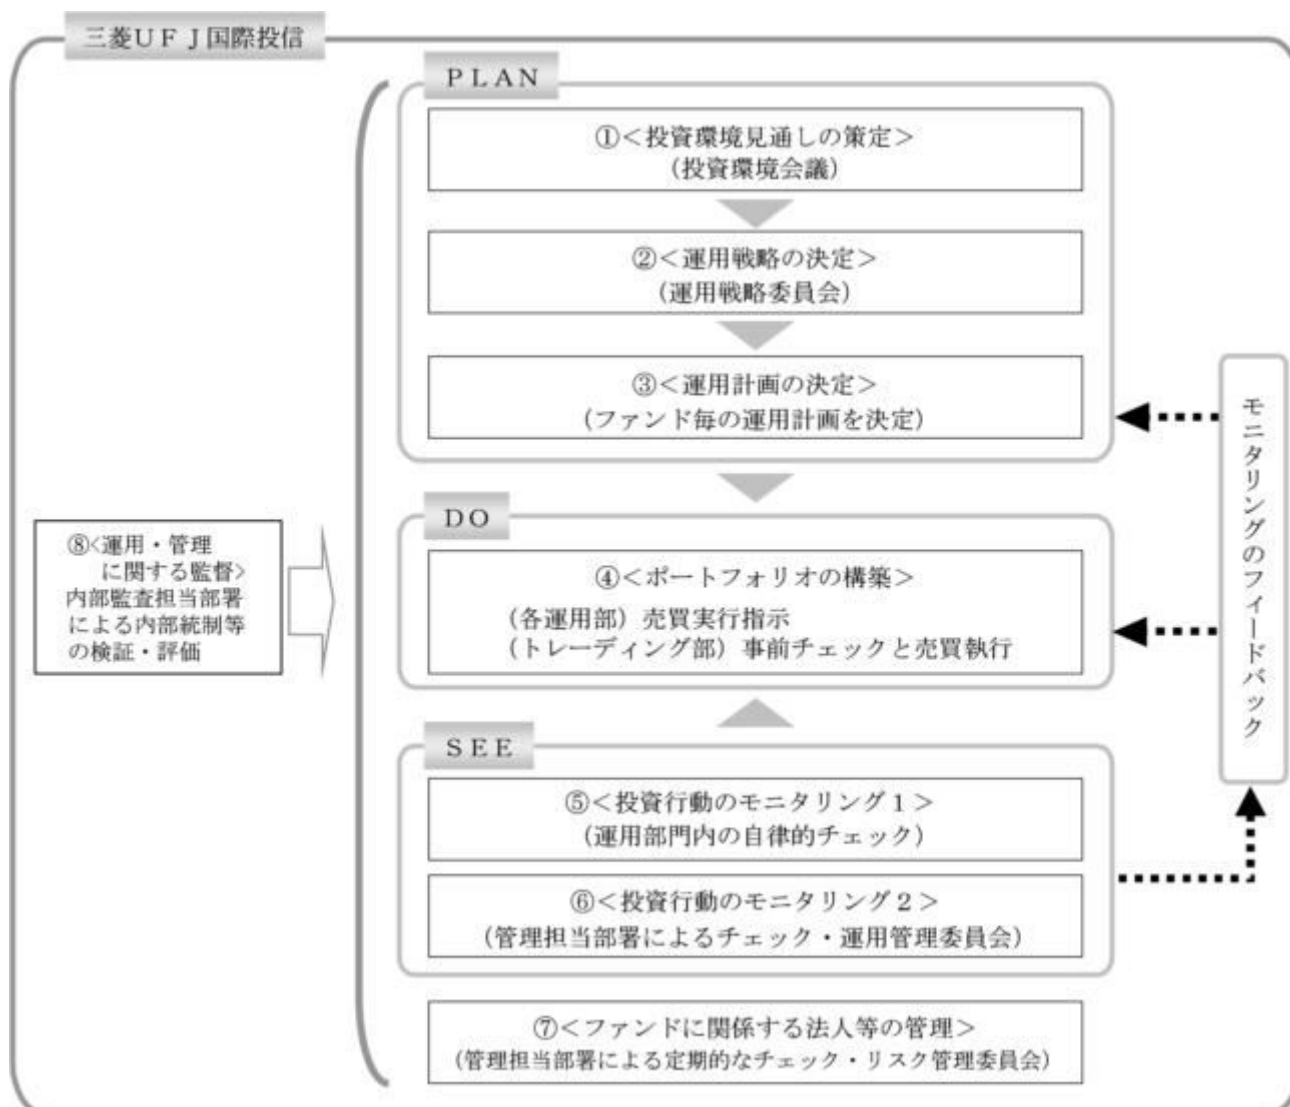 三菱ＵＦＪ国際投信
ＰＬＡＮ
①＜投資環境見通しの策定＞
（投資環境会議）
②＜運用戦略の決定＞
（運用戦略委員会）
③＜運用計画の決定＞
（ファンド毎の運用計画を決定）
ＤＯ
④＜ポートフォリオの構築＞
（各運用部）売買実行指示
（トレーディング部）事前チェックと売買執行
ＳＥＥ
⑤＜投資行動のモニタリング１＞
（運用部門内の自律的チェック）
⑥＜投資行動のモニタリング２＞
（管理担当部署によるチェック・運用管理委員会）
⑦＜ファンドに関係する法人等の管理＞
（管理担当部署による定期的なチェック・リスク管理委員会）
⑧<運用・管理
に関する監督>
内部監査担当部署
による内部統制等
の検証・評価
モニタリングのフィードバック